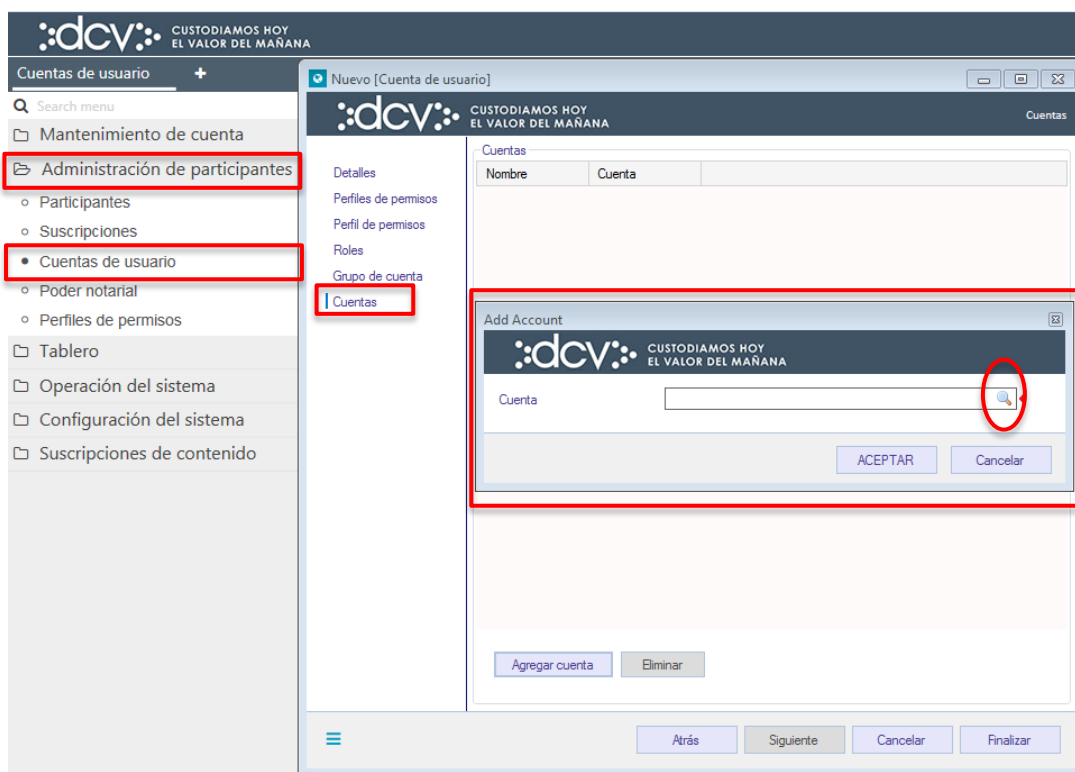 :dcv: CUSTODIAMOS HOY
EL VALOR DEL MAÑANA
Cuentas de usuario +
Search menu
Mantenimiento de cuenta
Administración de participantes
Participantes
Suscripciones
Cuentas de usuario
Poder notarial
Perfiles de permisos
Tablero
Operación del sistema
Configuración del sistema
Suscripciones de contenido
Nuevo [Cuenta de usuario]
:dcv: CUSTODIAMOS HOY
EL VALOR DEL MAÑANA
Cuentas
Detalles
Perfiles de permisos
Perfil de permisos
Roles
Grupo de cuenta
Cuentas
Cuentas
Nombre Cuenta
Add Account
:dcv: CUSTODIAMOS HOY
EL VALOR DEL MAÑANA
Cuenta
ACEPTAR Cancelar
Agregar cuenta Eliminar
Atrás Siguiente Cancelar Finalizar